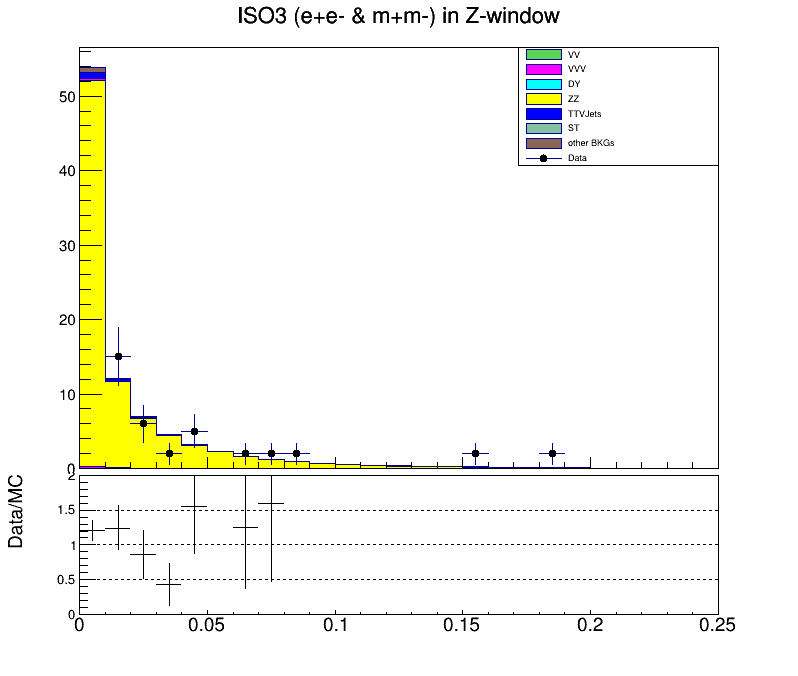 ISO3 (e+e- & m+m-) in Z-window
VV
VVV
DY
ZZ
TTVJets
ST
other BKGs
Data
50
40
30
20
10
0
Data/MC
2
1.5
1
0.5
0
0 0.05 0.1 0.15 0.2 0.25